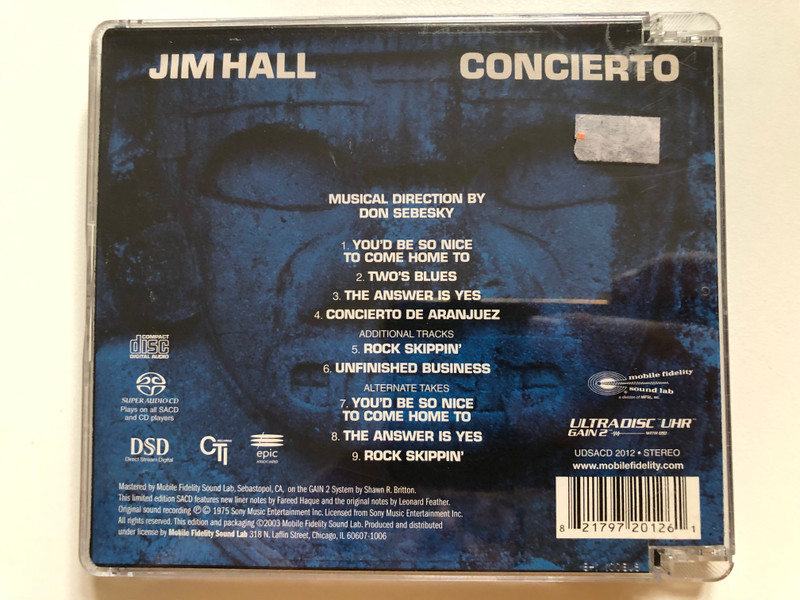 JIM HALL CONCIERTO
MUSICAL DIRECTION BY
DON SEBESKY
1. YOU'D BE SO NICE
TO COME HOME TO
2. TWO'S BLUES
3. THE ANSWER IS YES
4. CONCIERTO DE ARANJUEZ
ADDITIONAL TRACKS
5. ROCK SKIPPIN'
6. UNFINISHED BUSINESS
ALTERNATE TAKES
7. YOU'D BE SO NICE
TO COME HOME TO
8. THE ANSWER IS YES
9. ROCK SKIPPIN'
COMPACT
disc
DIGITAL AUDIO
SUPER AUDIO CD
Plays on all SACD
and CD players
DSD
Direct Stream Digital
CTI
RECORDS
epic
ASSOCIATED
mobile fidelity
sound lab
a division of MFSL, inc.
ULTRADISC UHR™
GAIN 2™
UDSACD 2012 • STEREO
www.mobilefidelity.com
Mastered by Mobile Fidelity Sound Lab, Sebastopol, CA, on the GAIN 2 System by Shawn R. Britton.
This limited edition SACD features new liner notes by Fareed Haque and the original notes by Leonard Feather.
Original sound recording ℗© 1975 Sony Music Entertainment Inc. Licensed from Sony Music Entertainment Inc.
All rights reserved. This edition and packaging ©2003 Mobile Fidelity Sound Lab. Produced and distributed
under license by Mobile Fidelity Sound Lab 318 N. Laflin Street, Chicago, IL 60607-1006
8 21797 20126 1